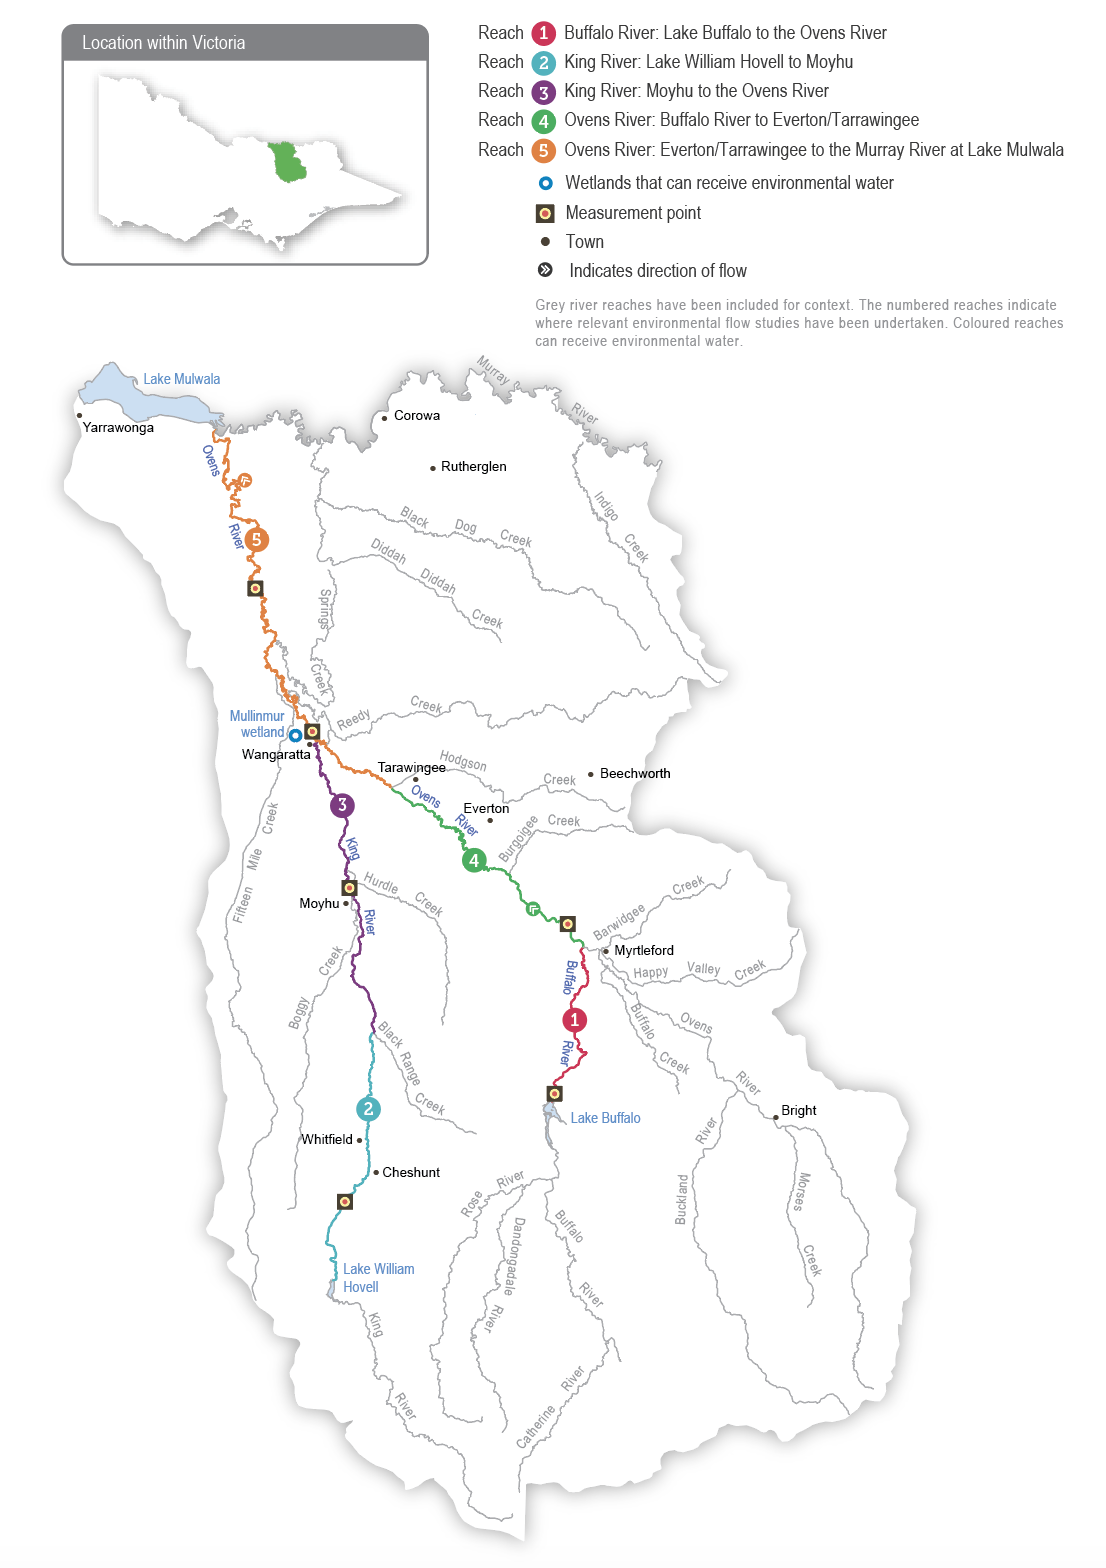 Location within Victoria
Reach 1 Buffalo River: Lake Buffalo to the Ovens River
Reach 2 King River: Lake William Hovell to Moyhu
Reach 3 King River: Moyhu to the Ovens River
Reach 4 Ovens River: Buffalo River to Everton/Tarrawingee
Reach 5 Ovens River: Everton/Tarrawingee to the Murray River at Lake Mulwala
Wetlands that can receive environmental water
Measurement point
Town
Indicates direction of flow
Grey river reaches have been included for context. The numbered reaches indicate
where relevant environmental flow studies have been undertaken. Coloured reaches
can receive environmental water.
Lake Mulwala
Murray River
Yarrawonga
Corowa
Rutherglen
Ovens River
5
Black Dog Creek
Indigo Creek
Diddah Diddah Creek
Springs Creek
Reedy Creek
Mullinmur
wetland
Wangaratta
Tarawingee
Hodgson Creek
Beechworth
Ovens River
Everton
3
4
Burgoigee Creek
Fifteen Mile Creek
King River
Hurdle Creek
Moyhu
Barwidgee Creek
Myrtleford
Happy Valley Creek
Boggy Creek
Buffalo River
1
Buffalo Creek
Ovens River
Black Range Creek
2
Lake Buffalo
Bright
Whitfield
Cheshunt
Rose River
Buckland River
Morses Creek
Dandongadale River
Buffalo River
Lake William
Hovell
King River
Catherine River